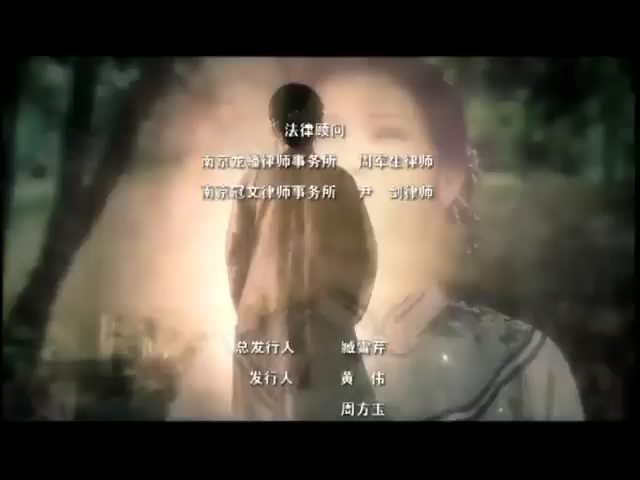 法律顾问
南京龙蟠律师事务所 周军生律师
南京冠文律师事务所 尹 剑律师
总发行人 臧雪芹
发行人 黄 伟
周方玉